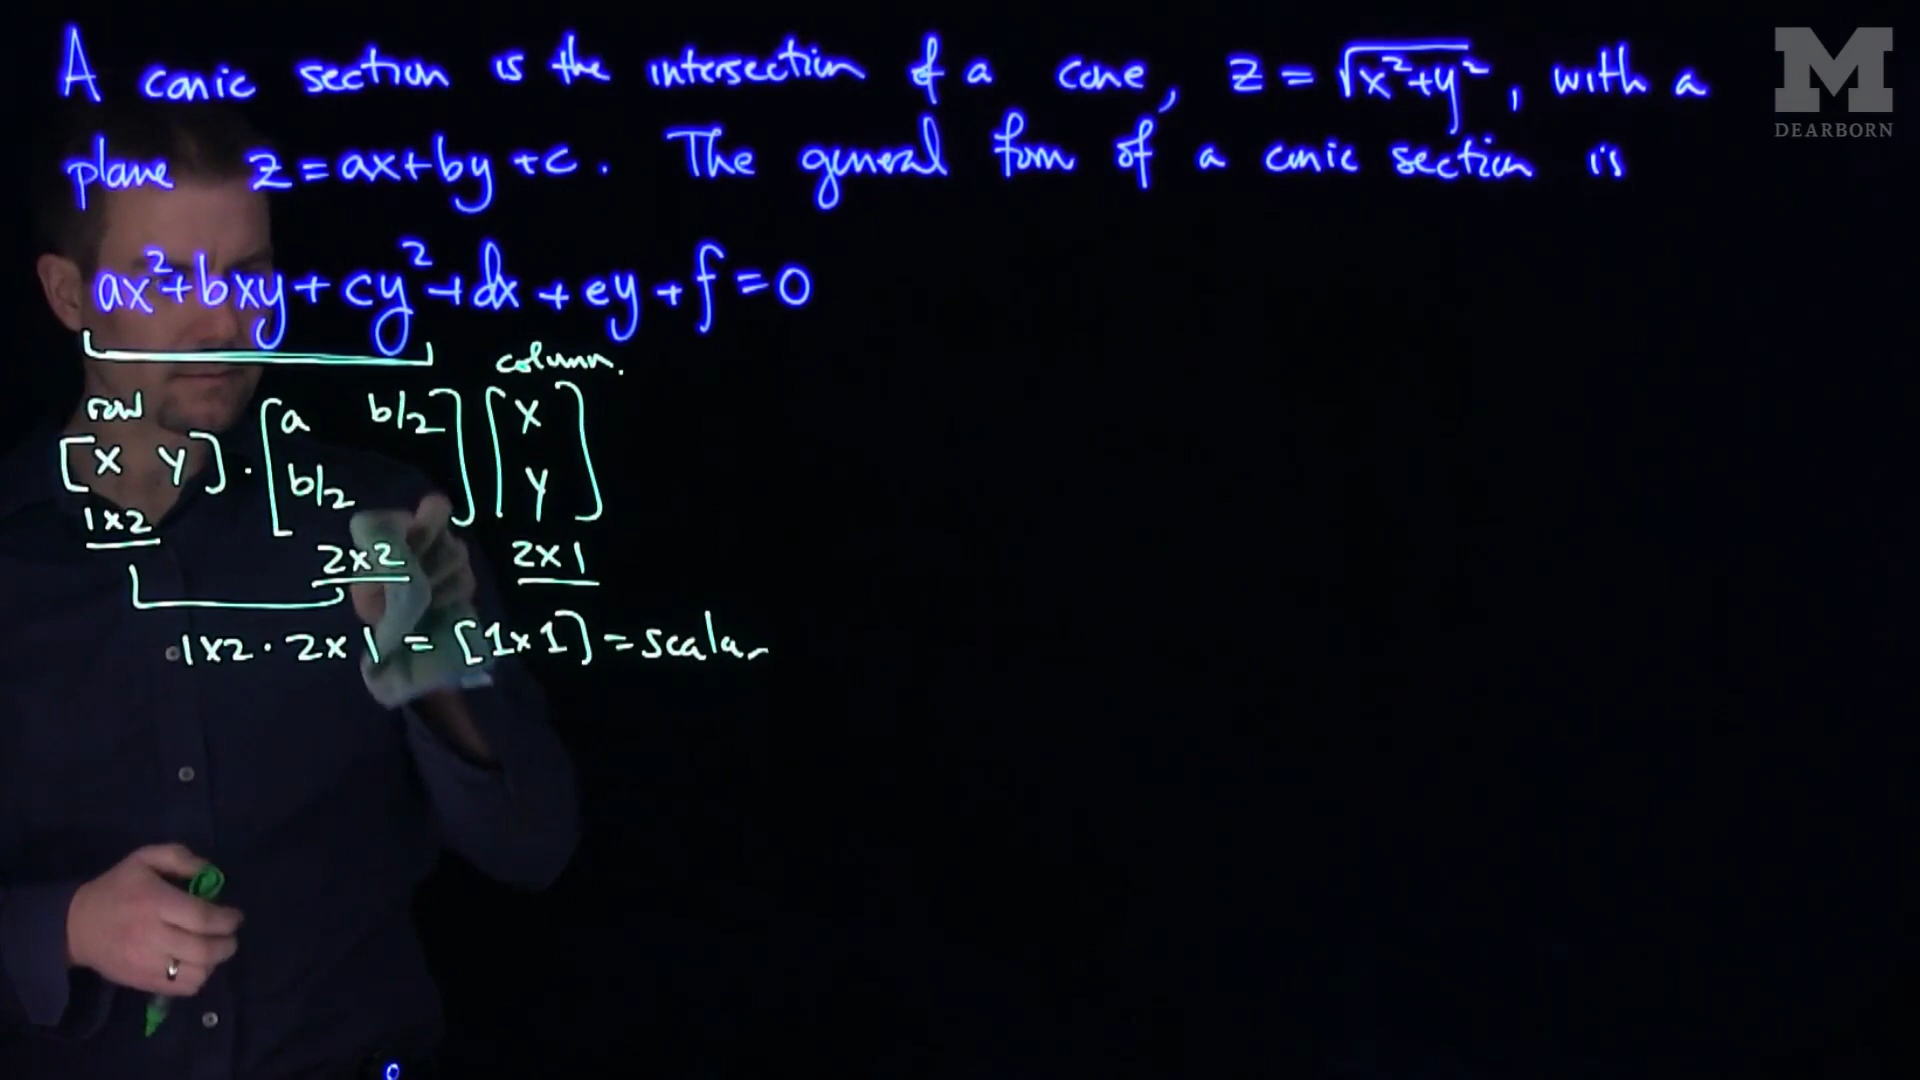 A conic section is the intersection of a cone, z = √x²+y², with a
plane z = ax+by+c. The general form of a conic section is
ax²+bxy+cy²+dx+ey+f=0
column.
row
[x y] · [a b/2
b/2 ] [x
y]
1x2
2x2
2x1
1x2 · 2x1 = [1x1] = scalar
M
DEARBORN